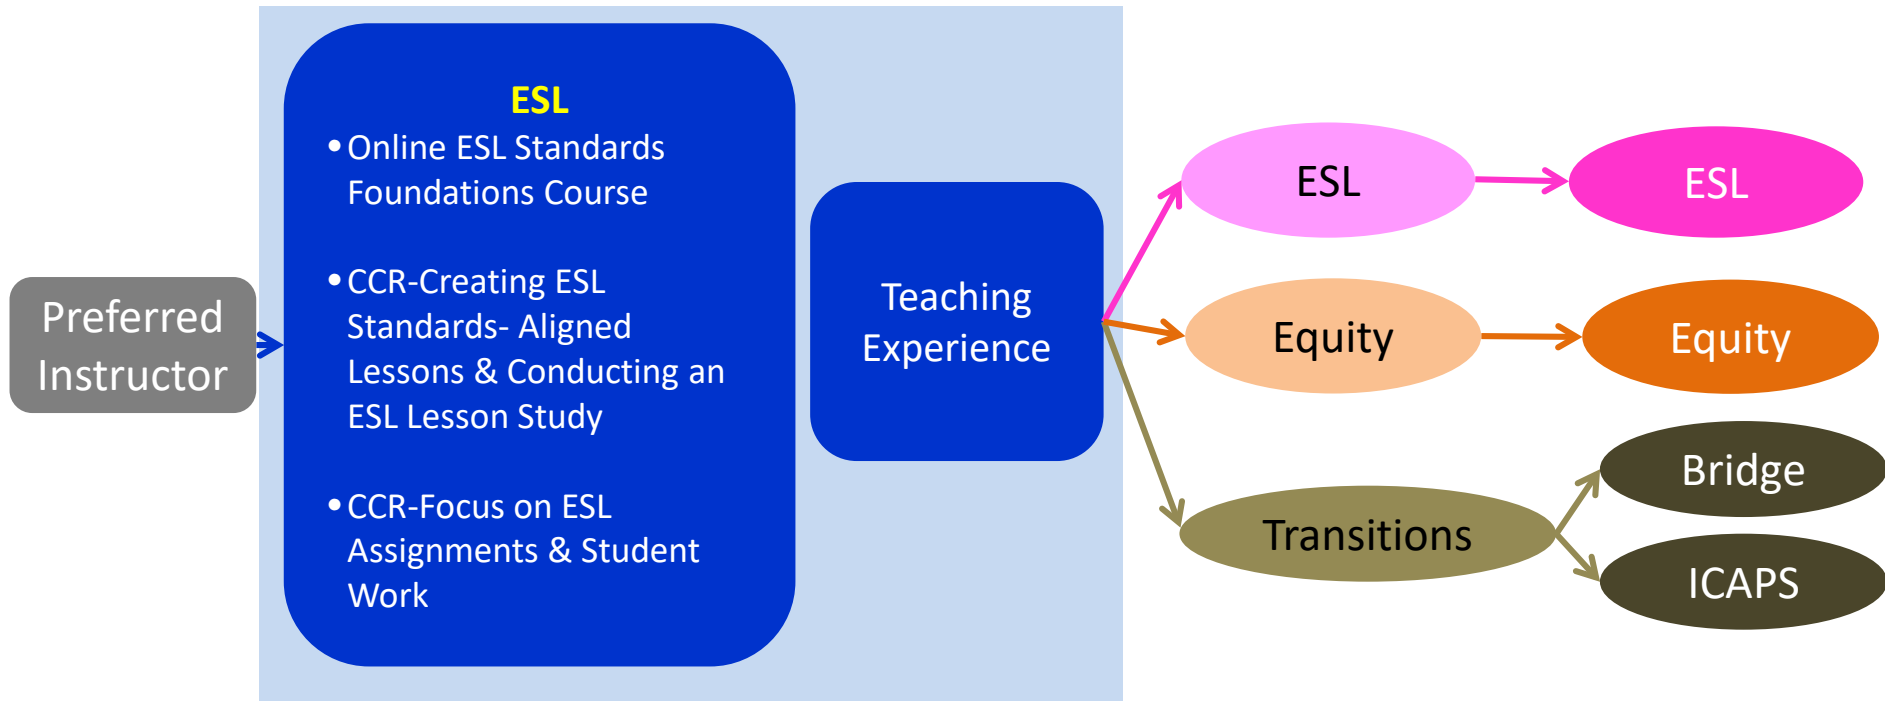 Preferred
Instructor
ESL
• Online ESL Standards
Foundations Course
• CCR-Creating ESL
Standards- Aligned
Lessons & Conducting an
ESL Lesson Study
• CCR-Focus on ESL
Assignments & Student
Work
Teaching
Experience
ESL
ESL
Equity
Equity
Transitions
Bridge
ICAPS